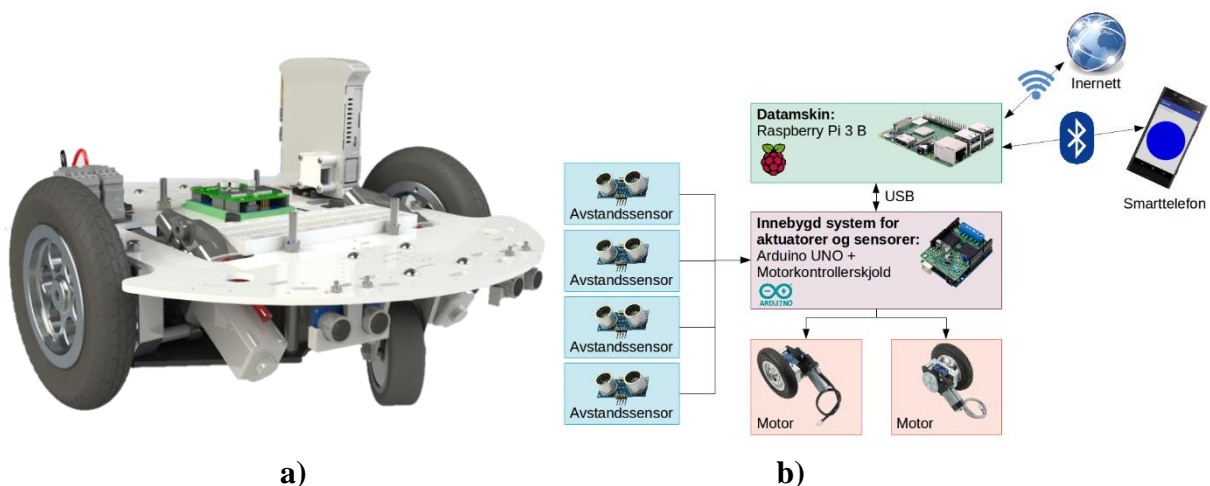 Inernett
Datamskin:
Raspberry Pi 3 B
Smarttelefon
USB
Avstandssensor
Avstandssensor
Avstandssensor
Avstandssensor
Innebygd system for
aktuatorer og sensorer:
Arduino UNO +
Motorkontrollerskjold
ARDUINO
Motor
Motor
a)
b)